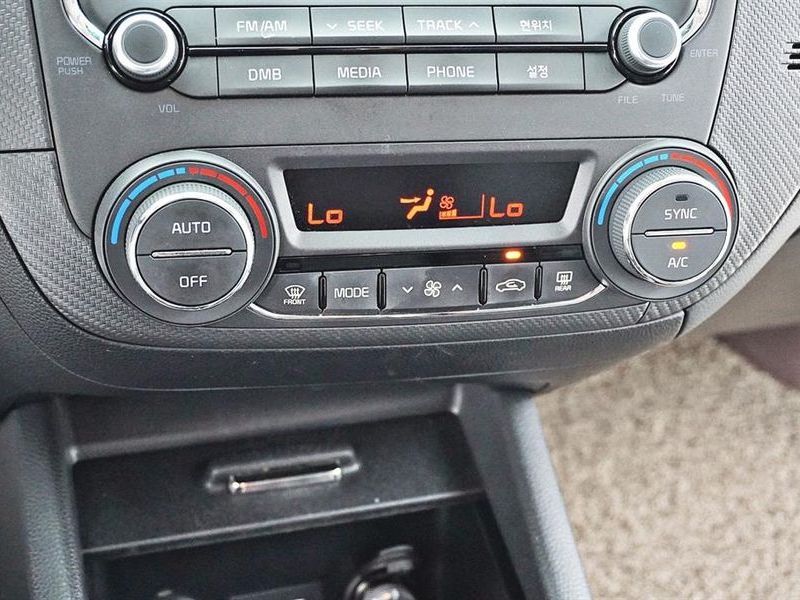 FM/AM SEEK TRACK 현위치
POWER PUSH ENTER
DMB MEDIA PHONE 설정
VOL FILE TUNE
AUTO OFF
Lo Lo
SYNC A/C
FRONT MODE REAR